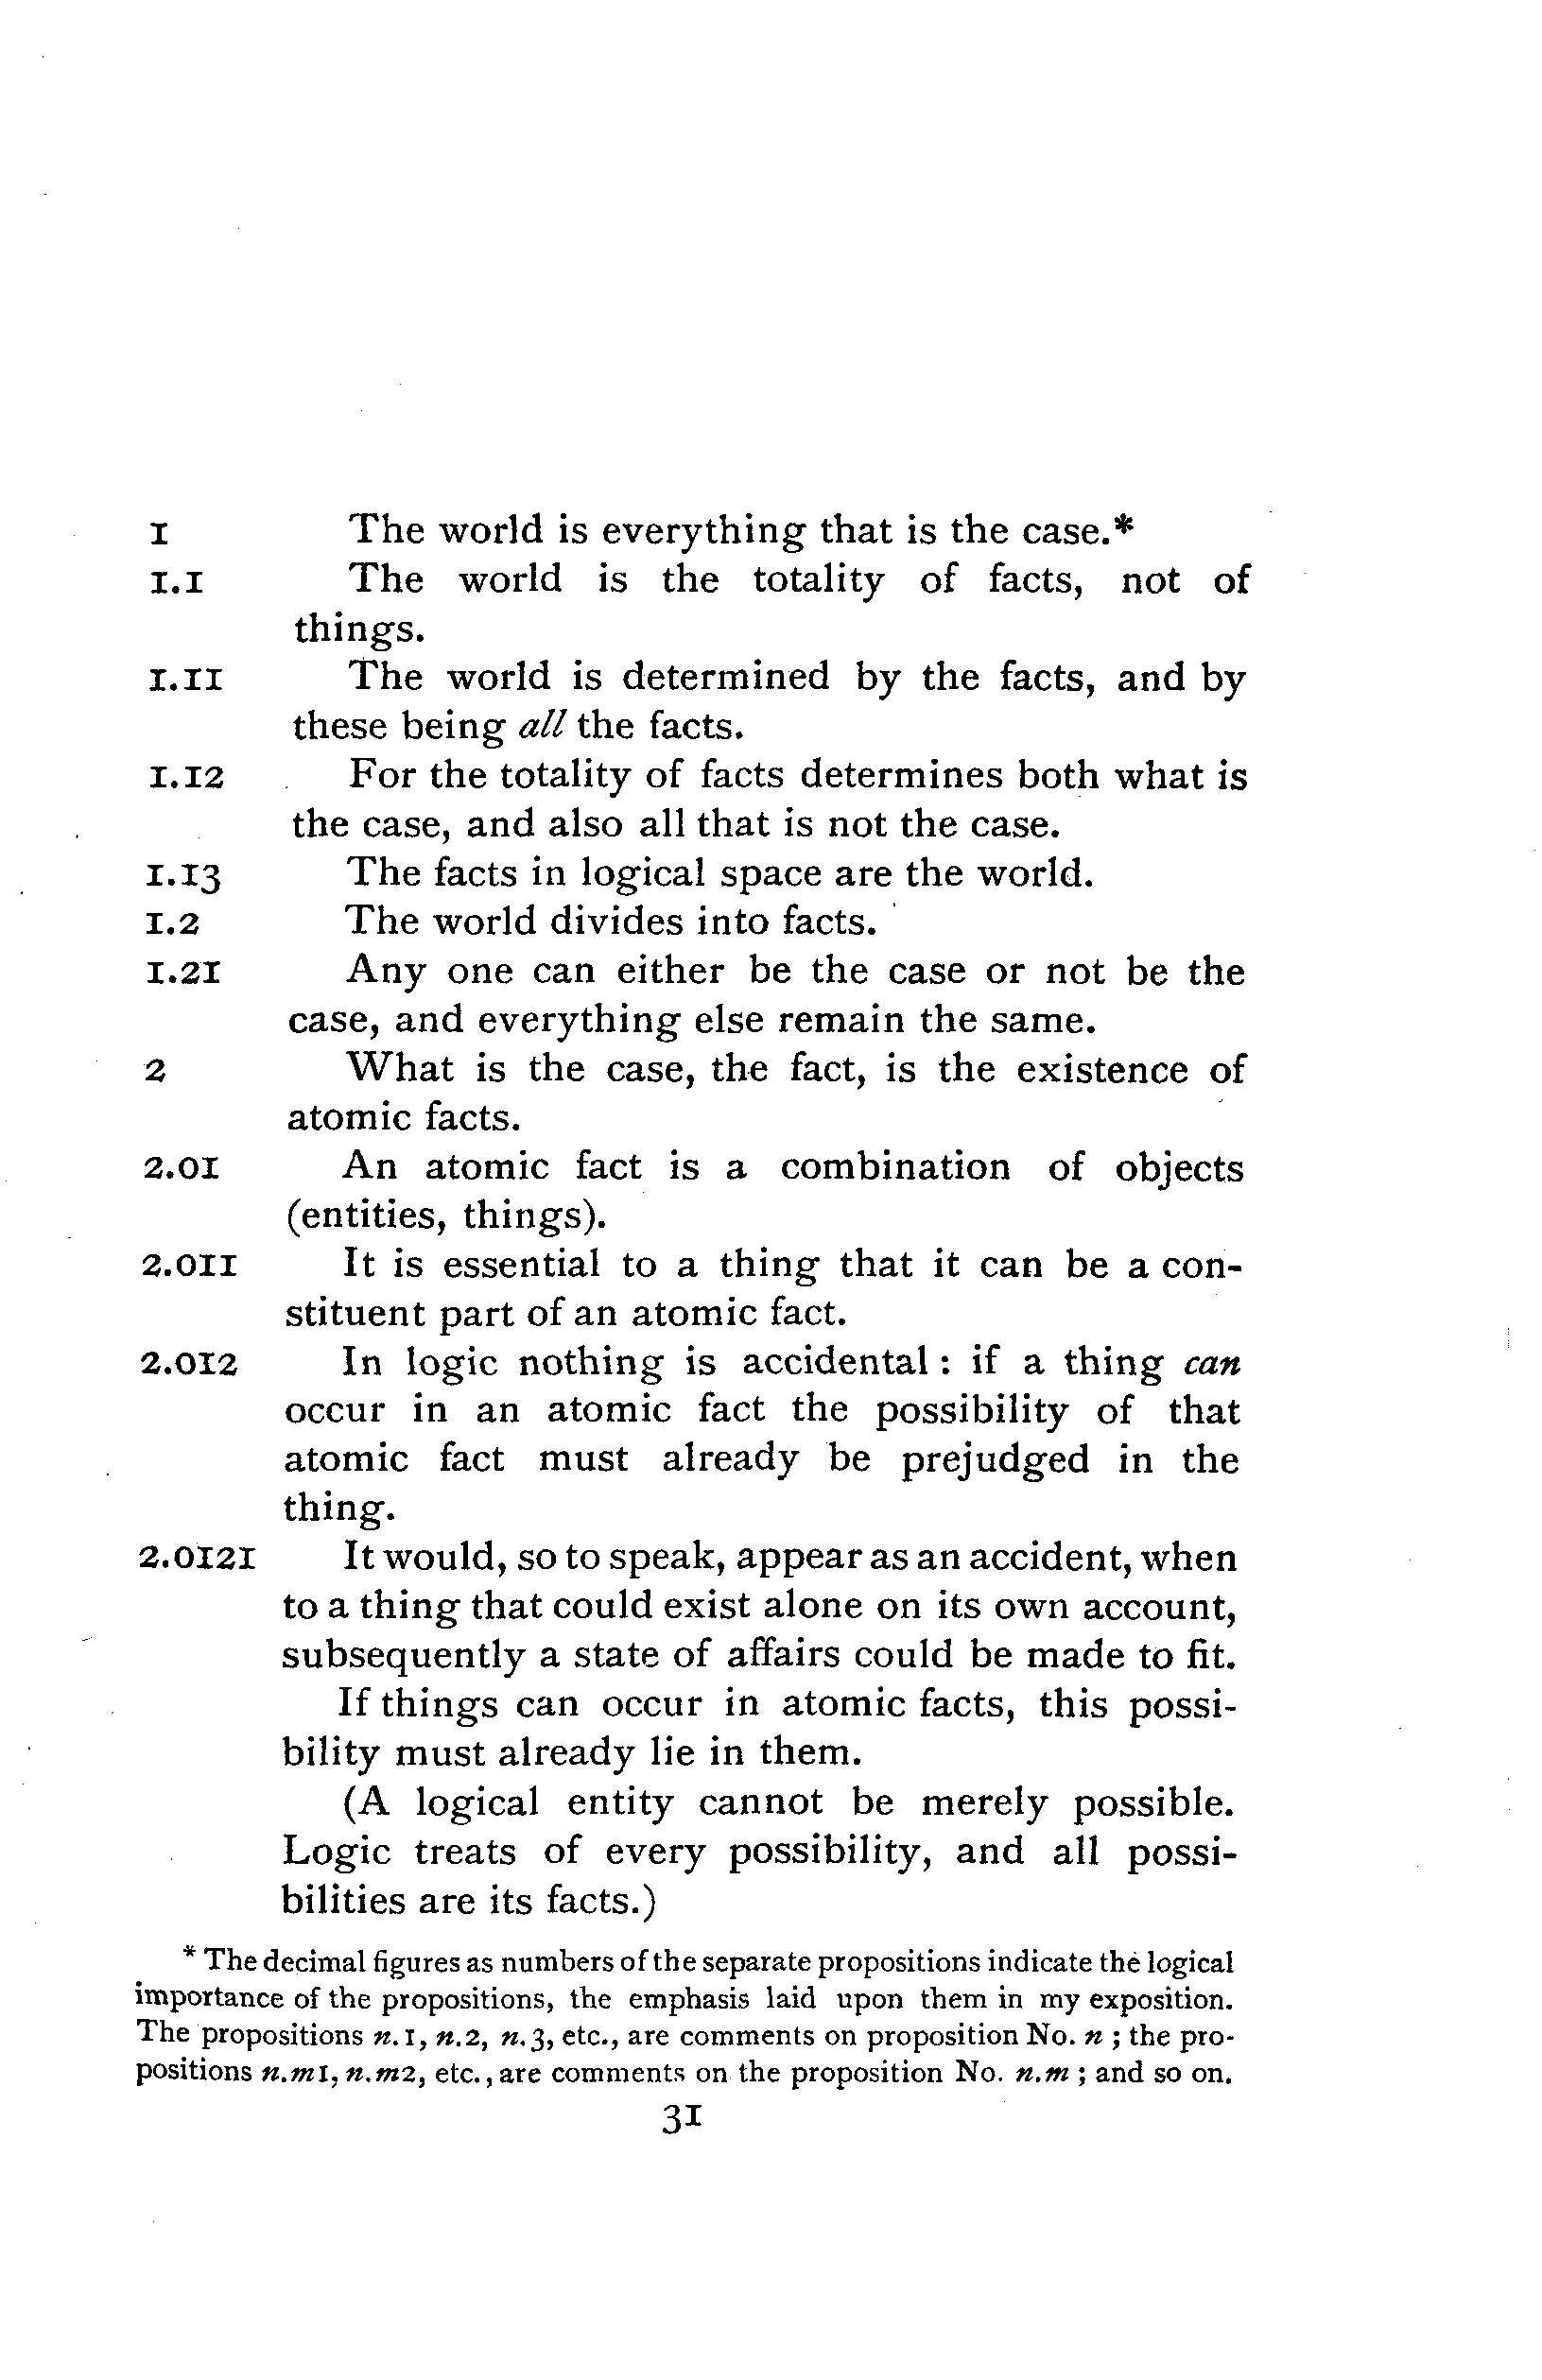 1 The world is everything that is the case.*
1.1 The world is the totality of facts, not of
things.
1.11 The world is determined by the facts, and by
these being all the facts.
1.12 For the totality of facts determines both what is
the case, and also all that is not the case.
1.13 The facts in logical space are the world.
1.2 The world divides into facts.
1.21 Any one can either be the case or not be the
case, and everything else remain the same.
2 What is the case, the fact, is the existence of
atomic facts.
2.01 An atomic fact is a combination of objects
(entities, things).
2.011 It is essential to a thing that it can be a con-
stituent part of an atomic fact.
2.012 In logic nothing is accidental : if a thing can
occur in an atomic fact the possibility of that
atomic fact must already be prejudged in the
thing.
2.0121 It would, so to speak, appear as an accident, when
to a thing that could exist alone on its own account,
subsequently a state of affairs could be made to fit.
If things can occur in atomic facts, this possi-
bility must already lie in them.
(A logical entity cannot be merely possible.
Logic treats of every possibility, and all possi-
bilities are its facts.)
* The decimal figures as numbers of the separate propositions indicate the logical
importance of the propositions, the emphasis laid upon them in my exposition.
The propositions n.1, n.2, n.3, etc., are comments on proposition No. n ; the pro-
positions n.m1, n.m2, etc., are comments on the proposition No. n.m ; and so on.
31